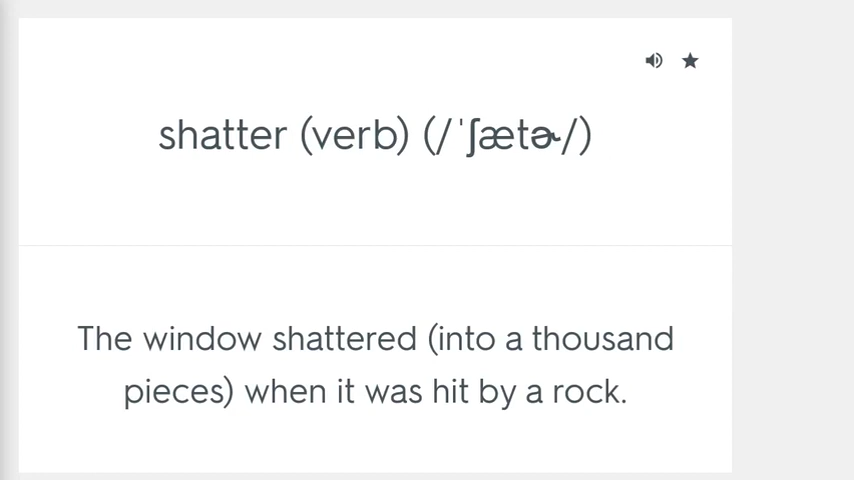 shatter (verb) (/ˈʃætɚ/)
The window shattered (into a thousand
pieces) when it was hit by a rock.